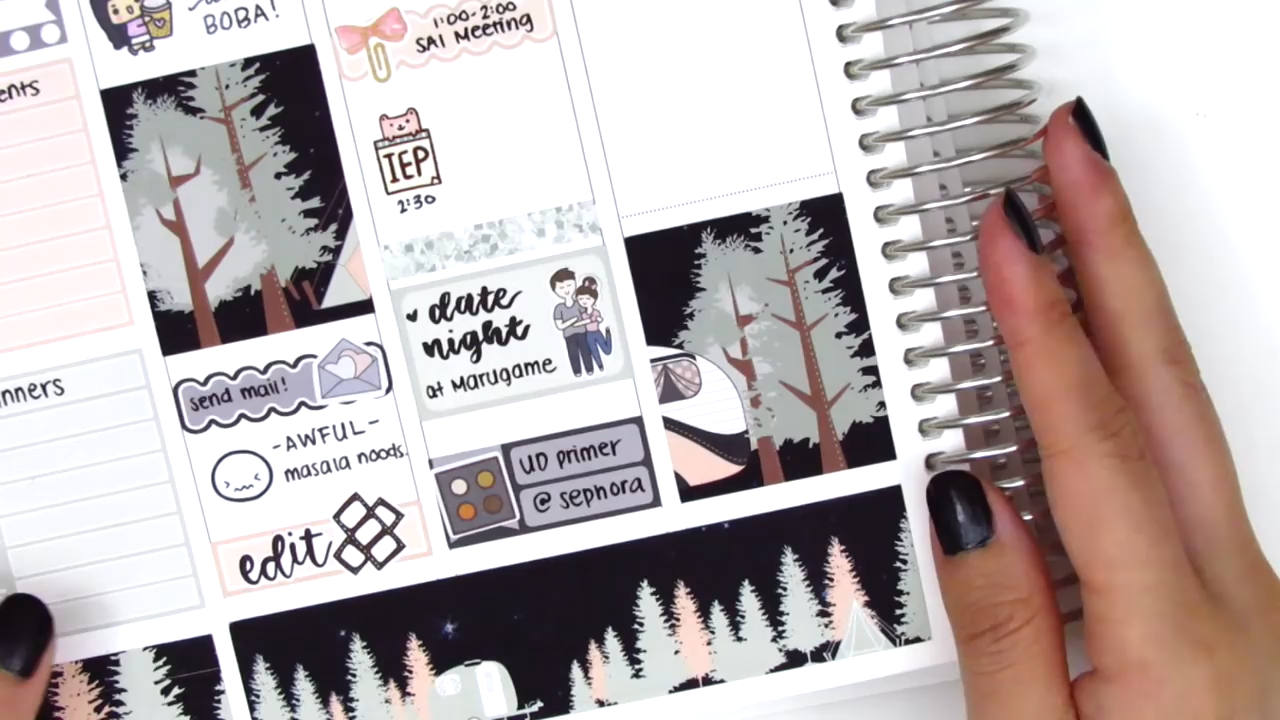 BOBA!
ents
nners
send mail!
-AWFUL-
masala noods.
edit
1:00-2:00
SAI Meeting
IEP
2:30
date
night
at Marugame
UD primer
@ sephora